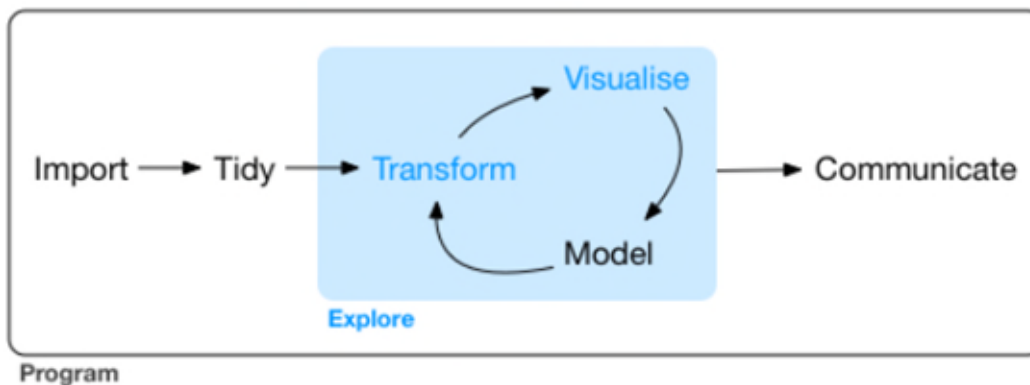 Visualise
Import
Tidy
Transform
Communicate
Model
Explore
Program